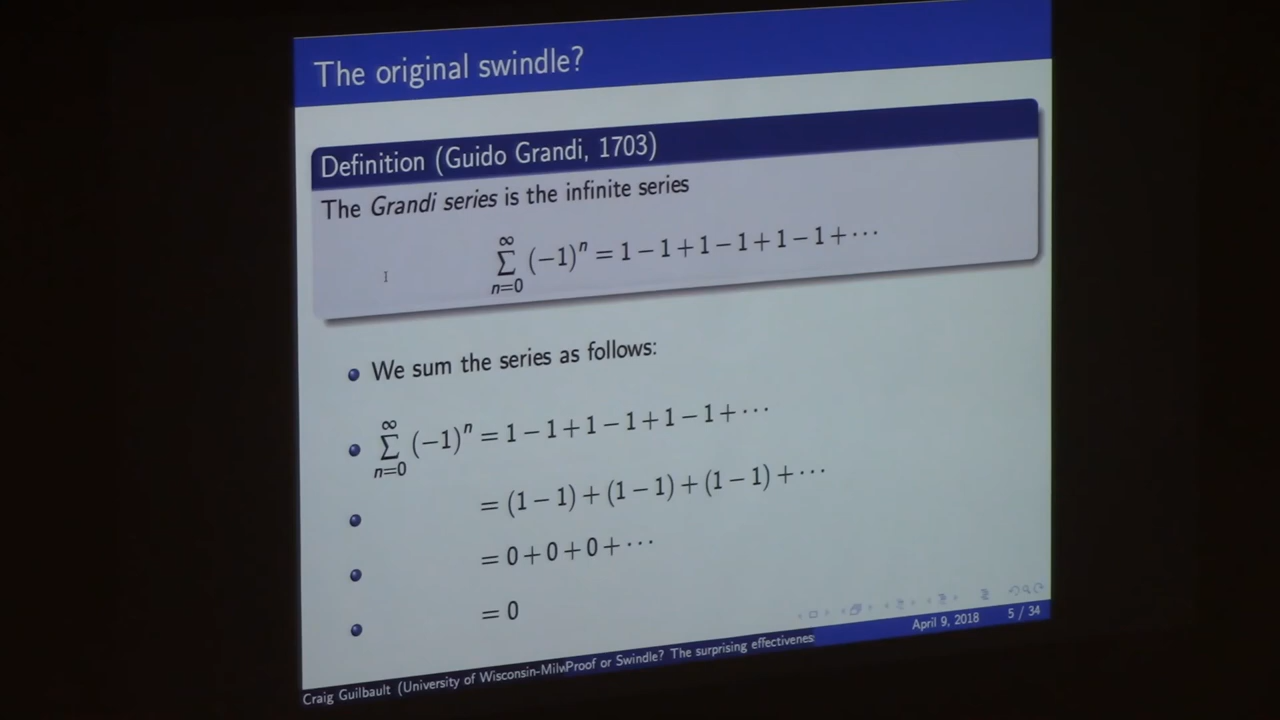 The original swindle?
Definition (Guido Grandi, 1703)
The Grandi series is the infinite series
∞
∑ (−1)ⁿ = 1 − 1 + 1 − 1 + 1 − 1 + ···
n=0
We sum the series as follows:
∞
∑ (−1)ⁿ = 1 − 1 + 1 − 1 + 1 − 1 + ···
n=0
= (1 − 1) + (1 − 1) + (1 − 1) + ···
= 0 + 0 + 0 + ···
= 0
Craig Guilbault (University of Wisconsin-Milw Proof or Swindle? The surprising effectivenes April 9, 2018 5 / 34